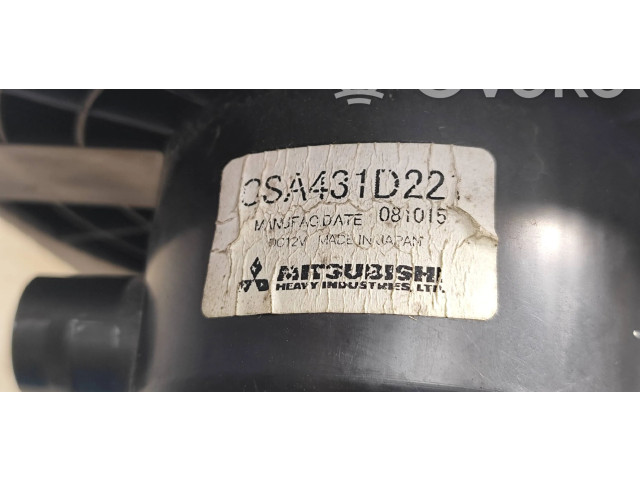 CSA431D22
MANUFAC.DATE 081015
DC12V MADE IN JAPAN
MITSUBISHI
HEAVY INDUSTRIES, LTD.